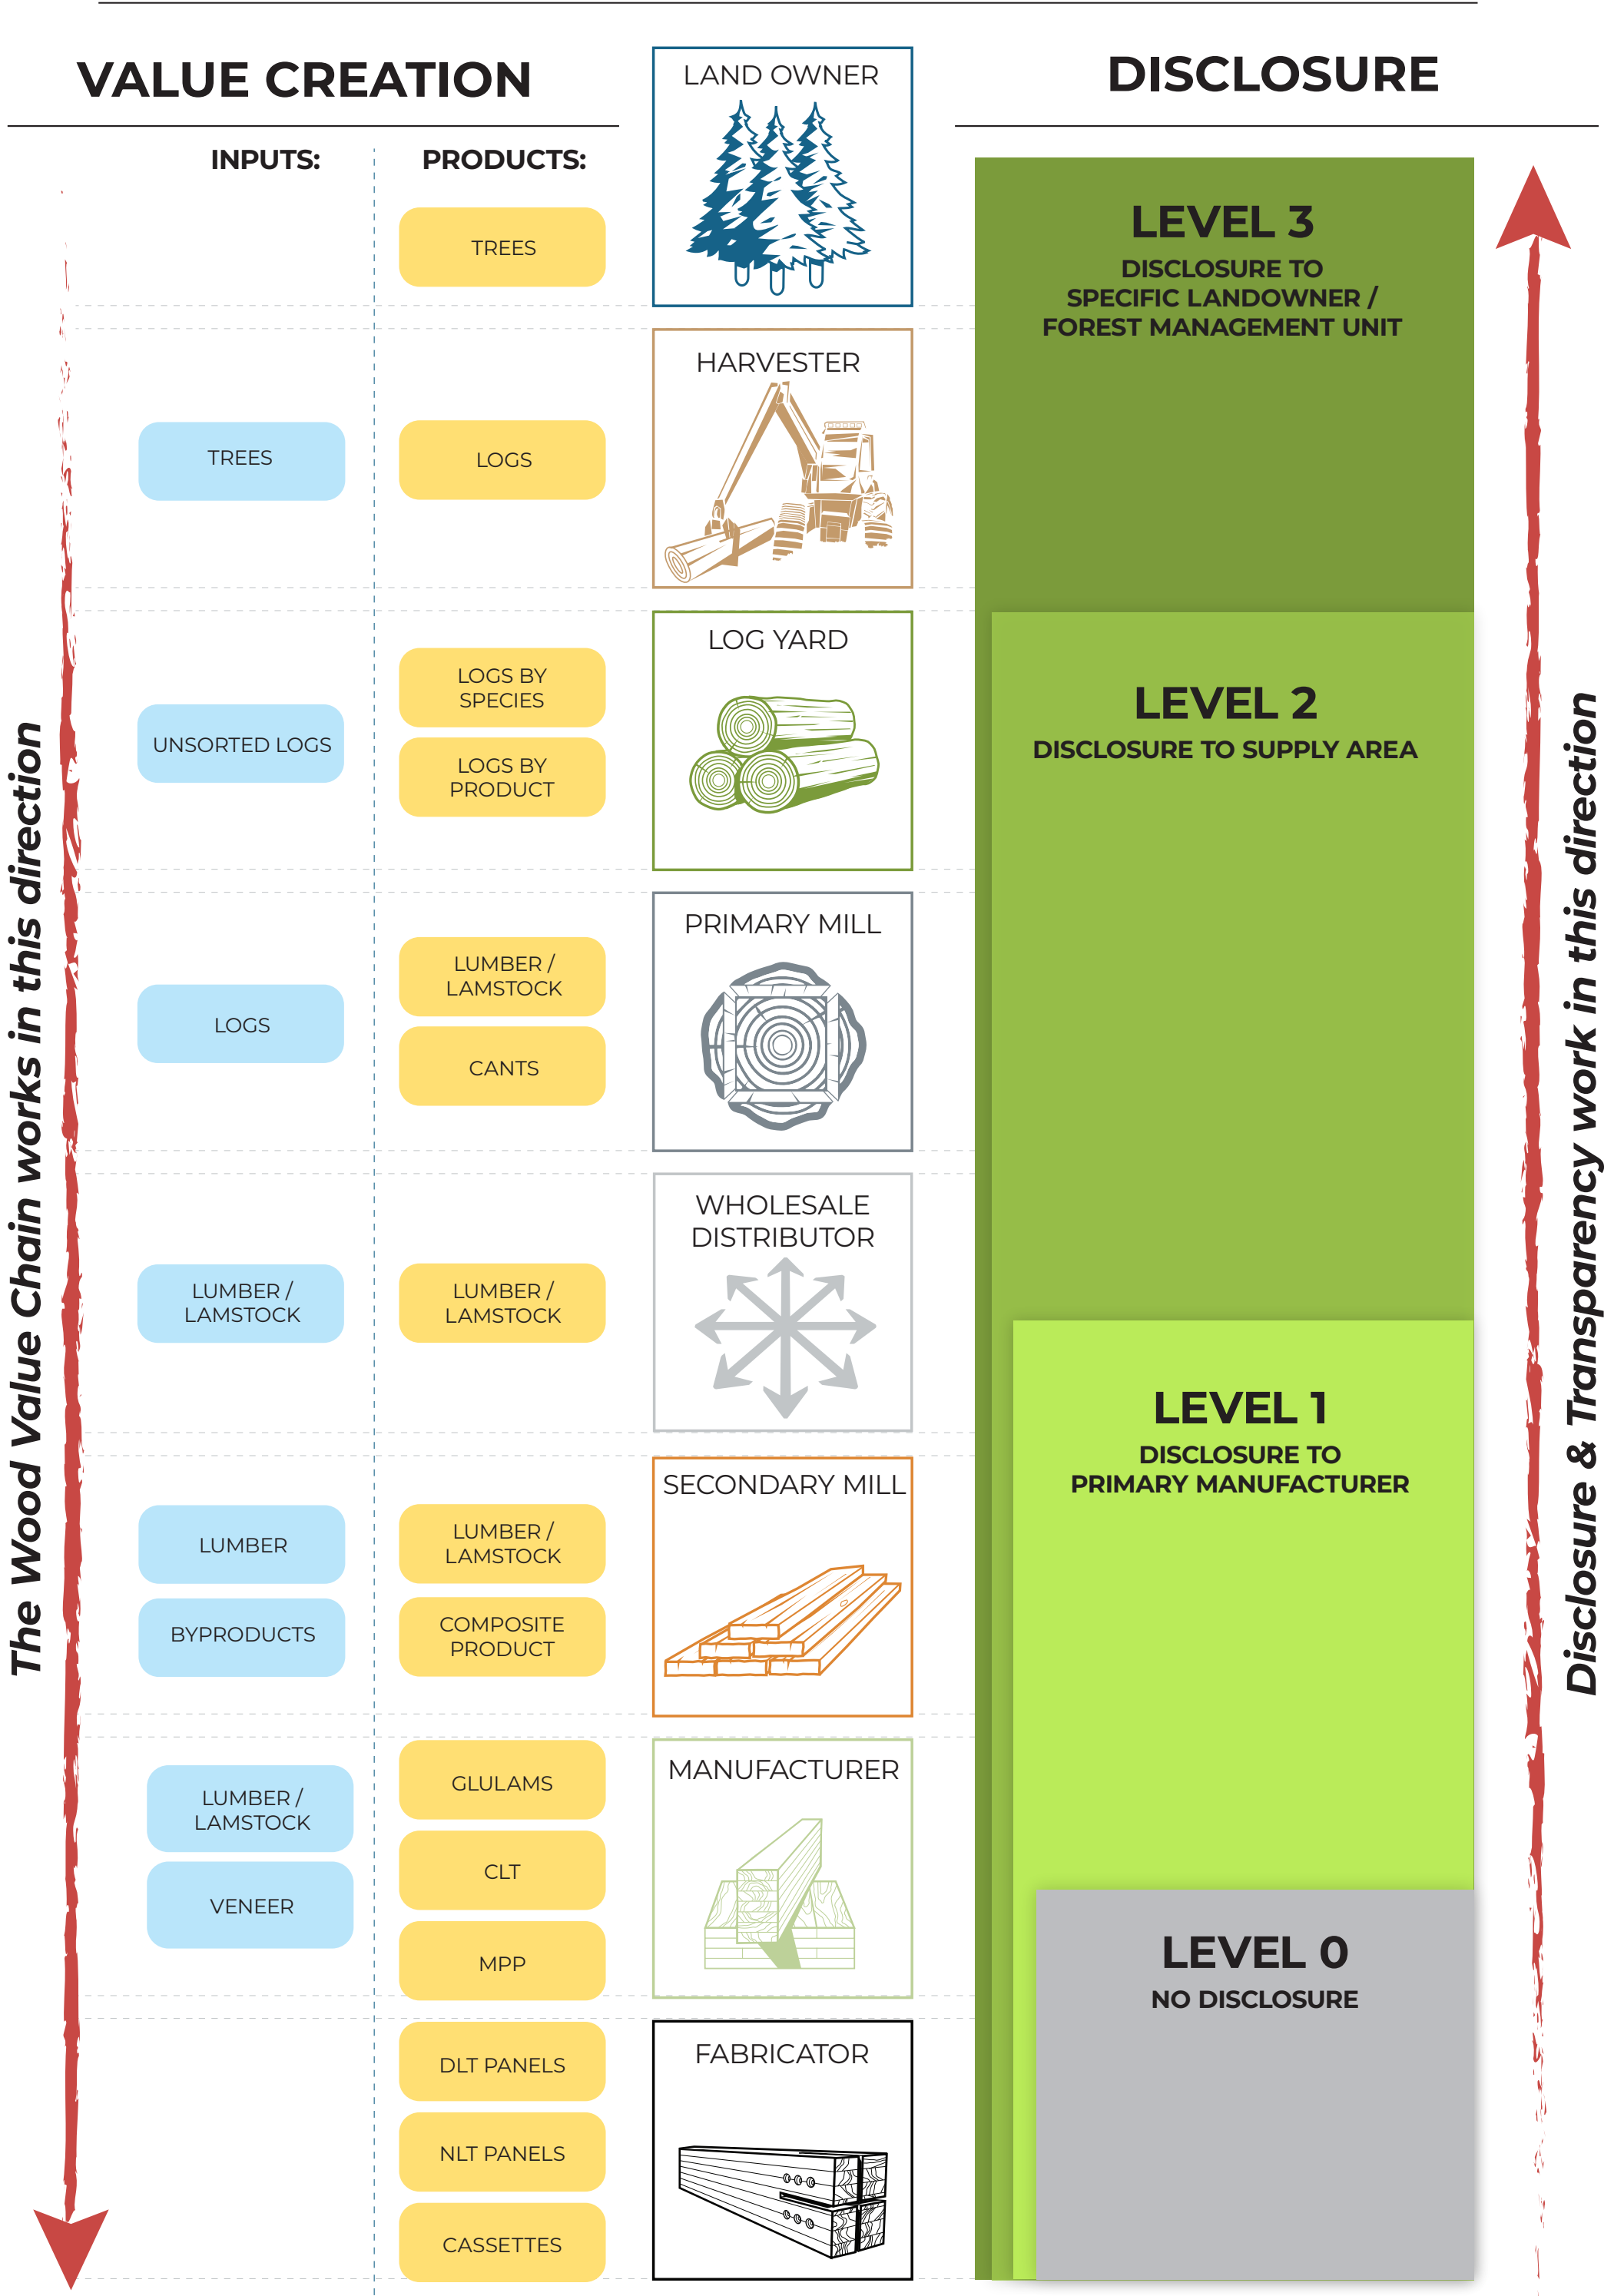 VALUE CREATION
DISCLOSURE
INPUTS:
PRODUCTS:
LAND OWNER
TREES
HARVESTER
TREES
LOGS
LOG YARD
UNSORTED LOGS
LOGS BY
SPECIES
LOGS BY
PRODUCT
PRIMARY MILL
LOGS
LUMBER /
LAMSTOCK
CANTS
WHOLESALE
DISTRIBUTOR
LUMBER /
LAMSTOCK
LUMBER /
LAMSTOCK
SECONDARY MILL
LUMBER
BYPRODUCTS
LUMBER /
LAMSTOCK
COMPOSITE
PRODUCT
MANUFACTURER
LUMBER /
LAMSTOCK
VENEER
GLULAMS
CLT
MPP
FABRICATOR
DLT PANELS
NLT PANELS
CASSETTES
LEVEL 3
DISCLOSURE TO
SPECIFIC LANDOWNER /
FOREST MANAGEMENT UNIT
LEVEL 2
DISCLOSURE TO SUPPLY AREA
LEVEL 1
DISCLOSURE TO
PRIMARY MANUFACTURER
LEVEL 0
NO DISCLOSURE
The Wood Value Chain works in this direction
Disclosure & Transparency work in this direction